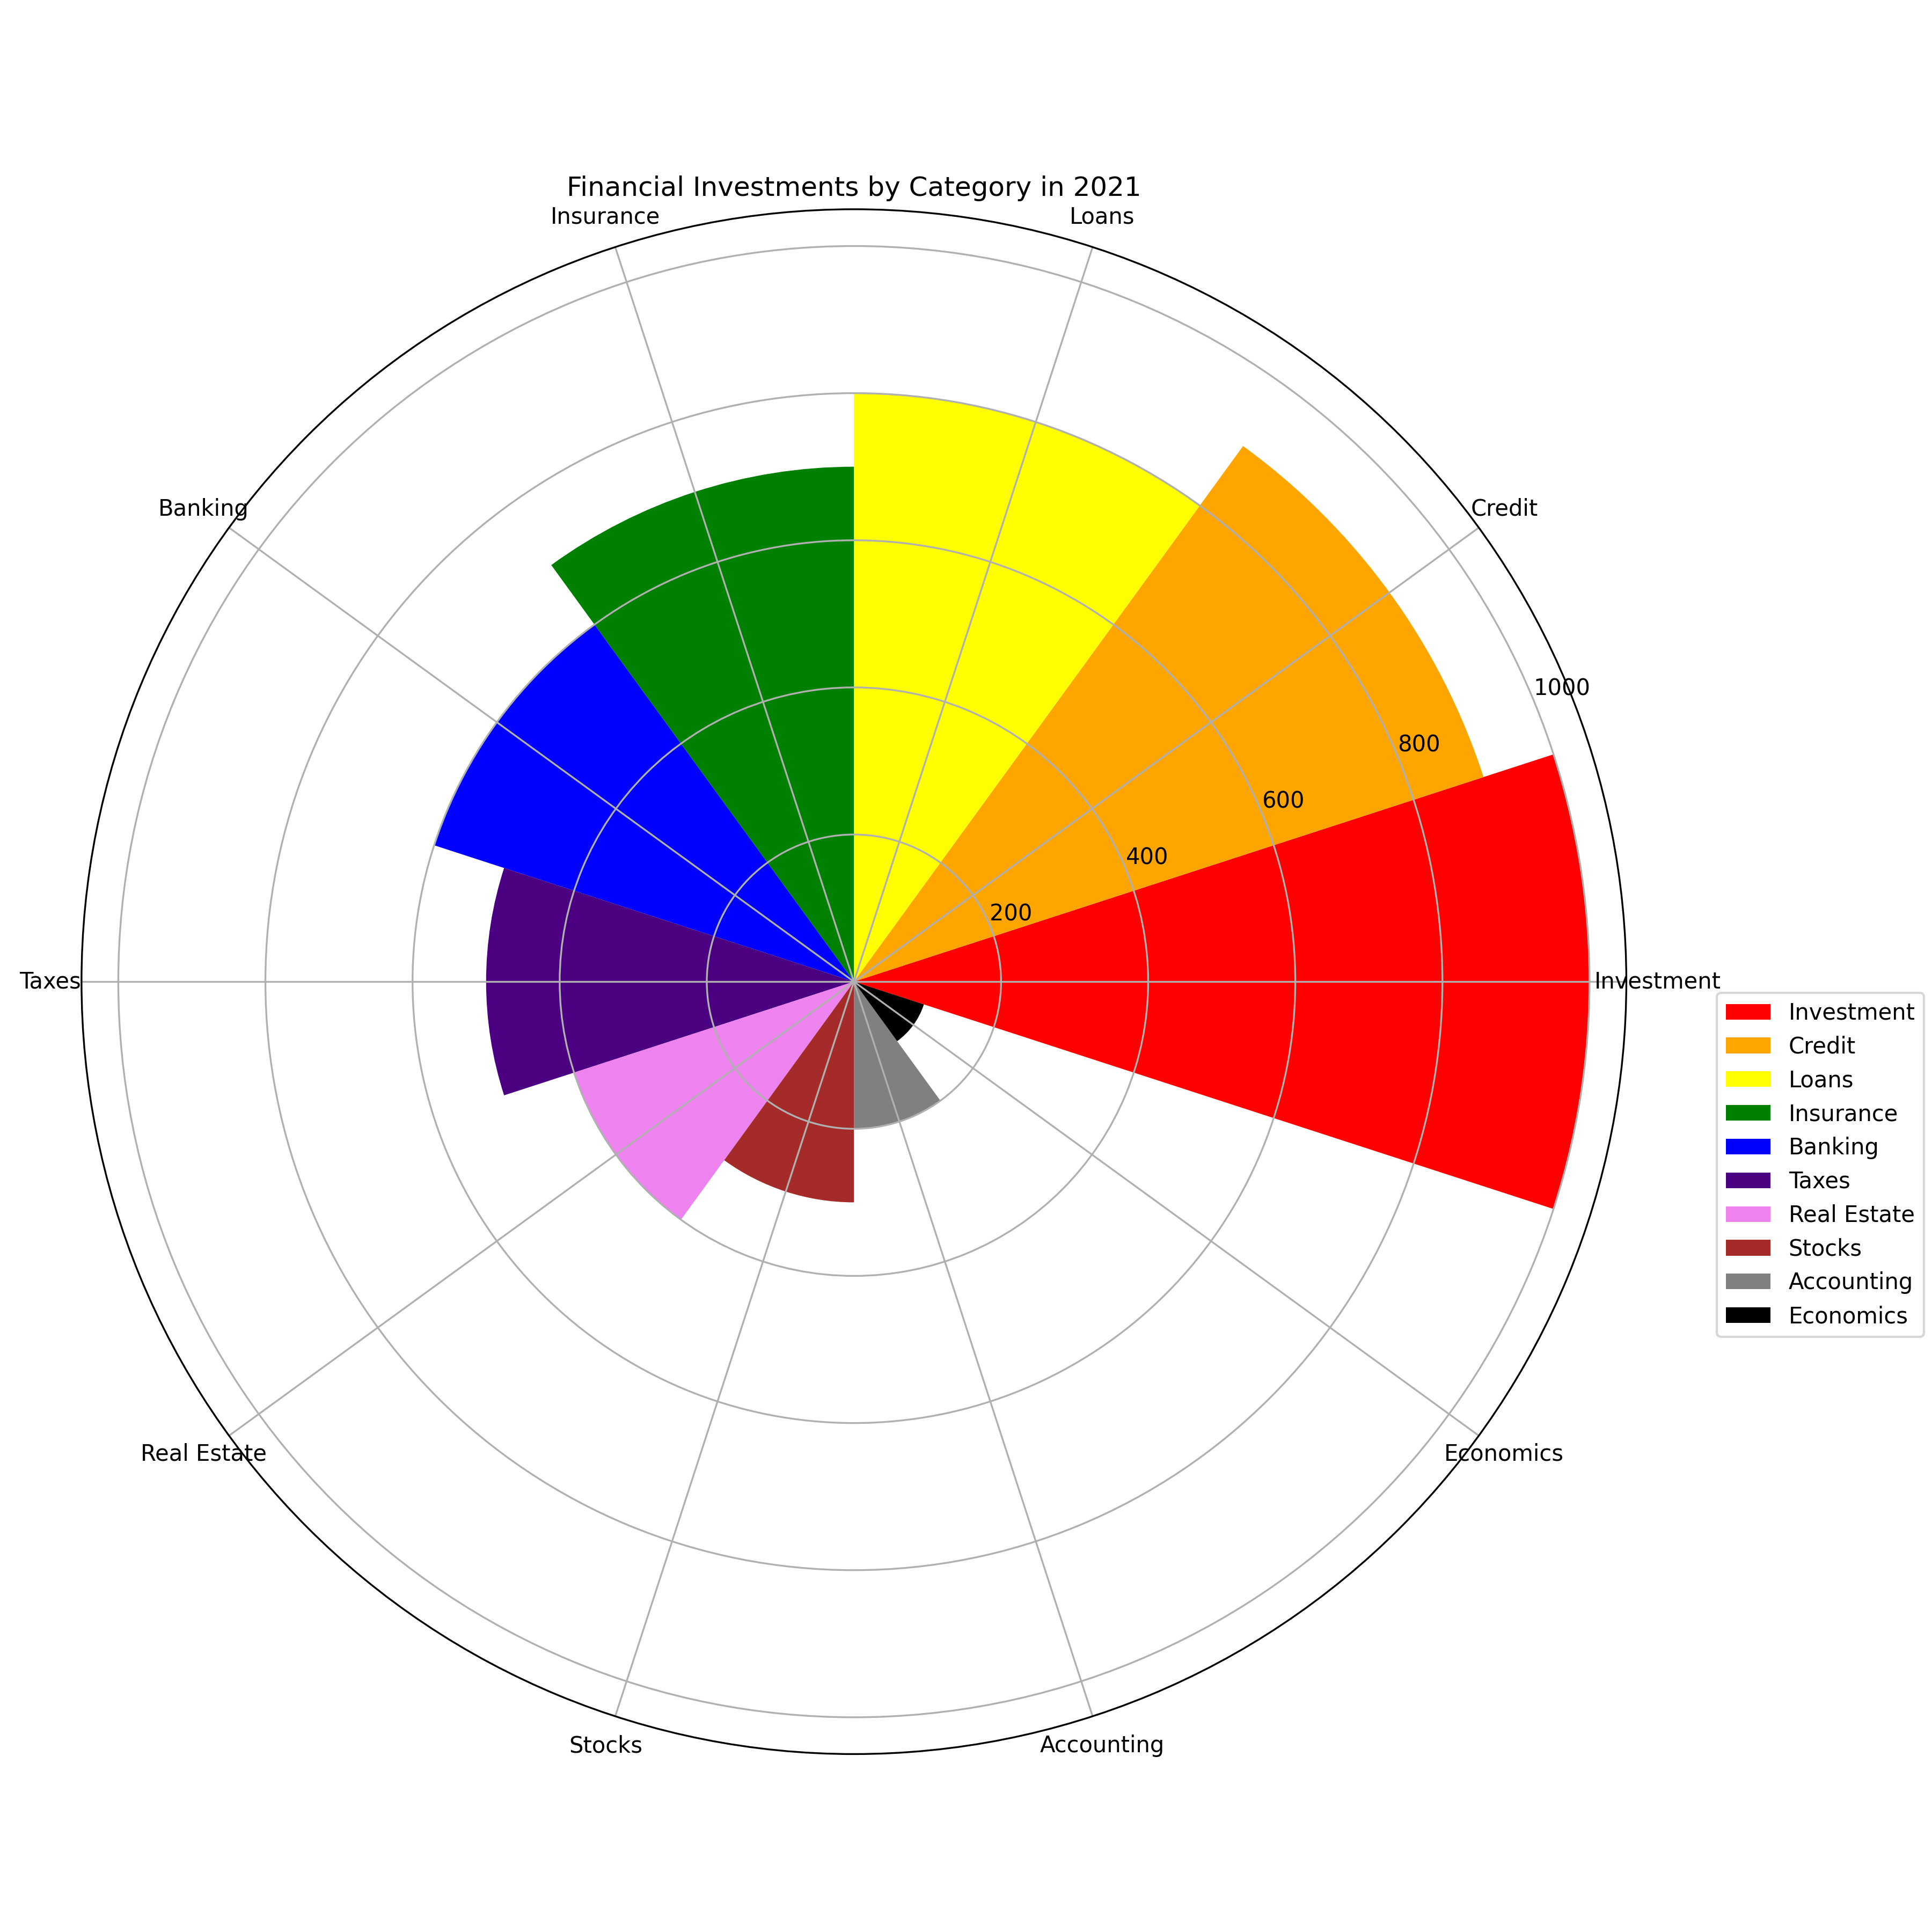 Financial Investments by Category in 2021
Insurance
Loans
Banking
Credit
1000
800
600
400
200
Taxes
Investment
Investment
Credit
Loans
Insurance
Banking
Taxes
Real Estate
Stocks
Accounting
Economics
Real Estate
Economics
Stocks
Accounting